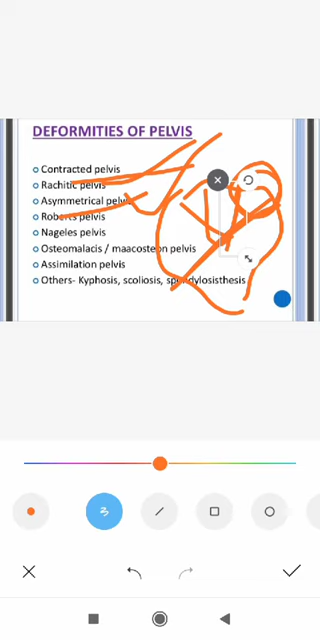 DEFORMITIES OF PELVIS
Contracted pelvis
Rachitic pelvis
Asymmetrical pelvis
Roberts pelvis
Nageles pelvis
Osteomalacis / maacosteon pelvis
Assimilation pelvis
Others- Kyphosis, scoliosis, spondylosisthesis